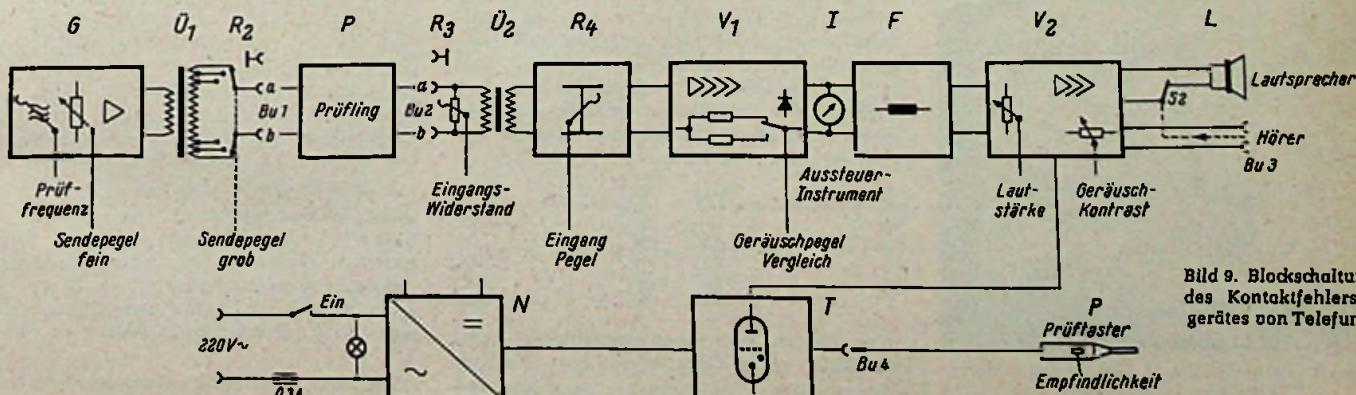 G Ü1 R2 P R3 Ü2 R4 V1 I F V2 L
a
Bu 1
b
Prüfling
a
Bu 2
b
S2
Lautsprecher
Hörer
Bu 3
Prüf-
frequenz
Sendepegel
fein
Sendepegel
grob
Eingangs-
Widerstand
Eingang
Pegel
Geräuschpegel
Vergleich
Aussteuer-
Instrument
Laut-
stärke
Geräusch-
Kontrast
Bild 9. Blockschaltu
des Kontaktfehlers
gerätes von Telefu
Ein
220V~
N
=
~
T
Bu 4
P
Prüftaster
Empfindlichkeit